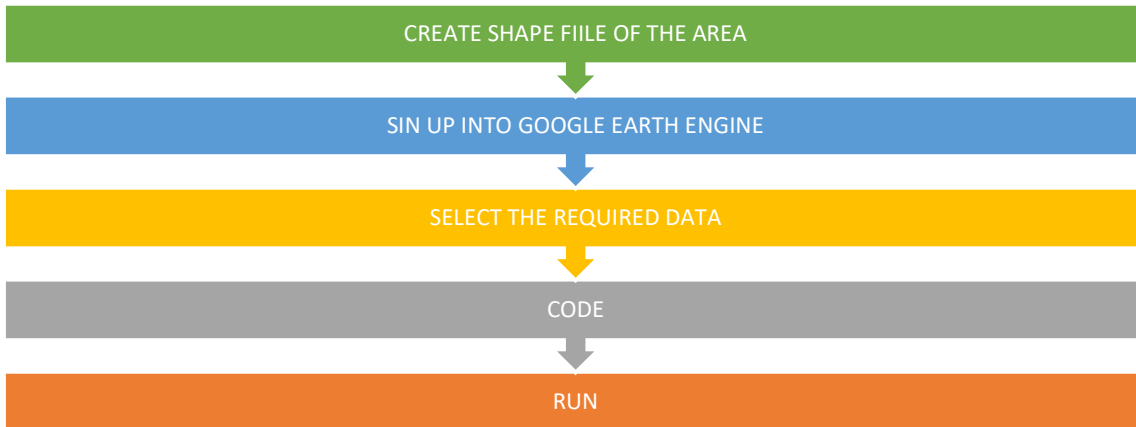 CREATE SHAPE FIILE OF THE AREA
SIN UP INTO GOOGLE EARTH ENGINE
SELECT THE REQUIRED DATA
CODE
RUN